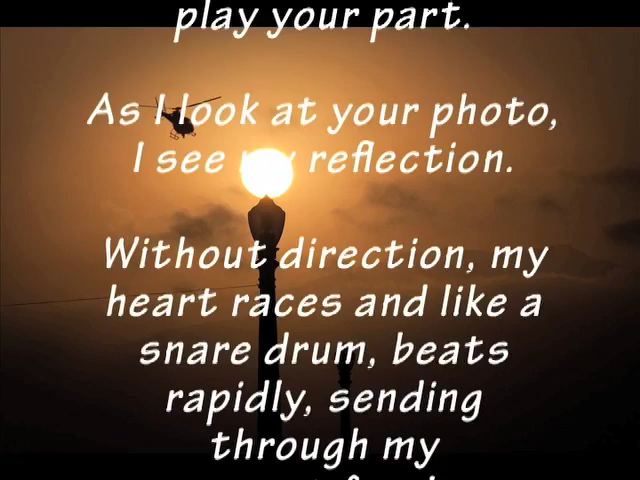 play your part.
As I look at your photo,
I see my reflection.
Without direction, my
heart races and like a
snare drum, beats
rapidly, sending
through my